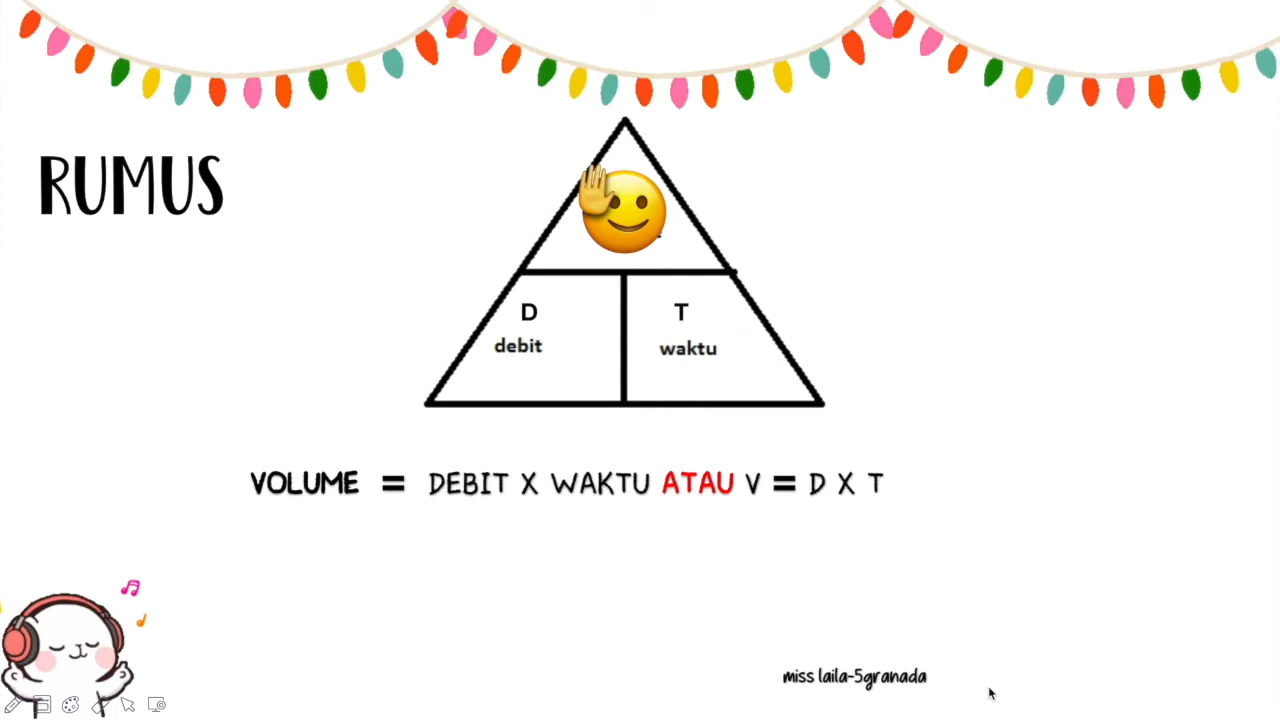 RUMUS
D
debit
T
waktu
VOLUME = DEBIT X WAKTU ATAU V = D X T
miss laila-5granada